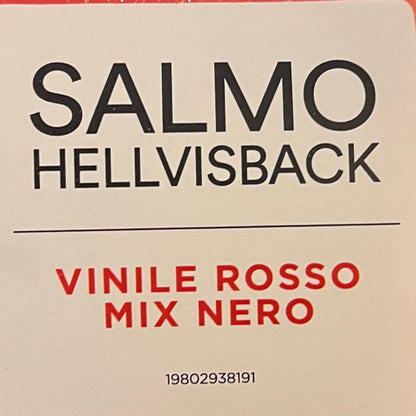 SALMO
HELLVISBACK
VINILE ROSSO
MIX NERO
19802938191